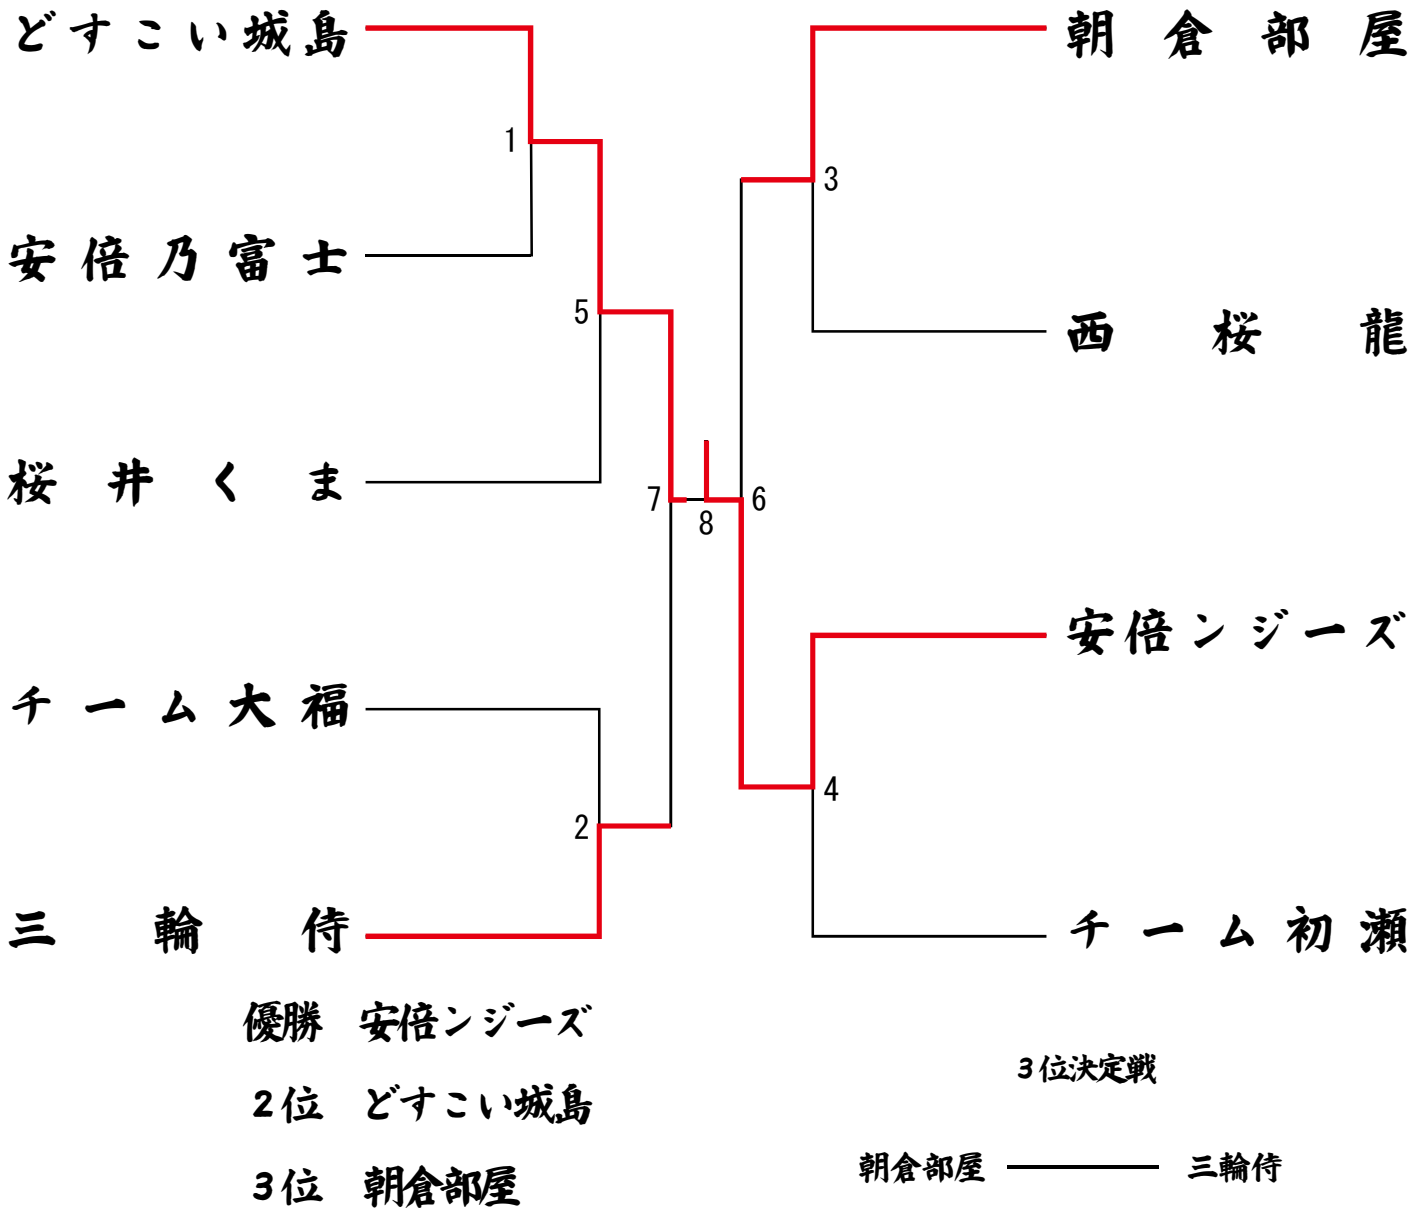 どすこい城島
朝倉部屋
1
3
安倍乃富士
5
西桜龍
桜井くま
7
6
8
安倍ンジーズ
チーム大福
4
2
三輪侍
チーム初瀬
優勝 安倍ンジーズ
3位決定戦
2位 どすこい城島
朝倉部屋 三輪侍
3位 朝倉部屋